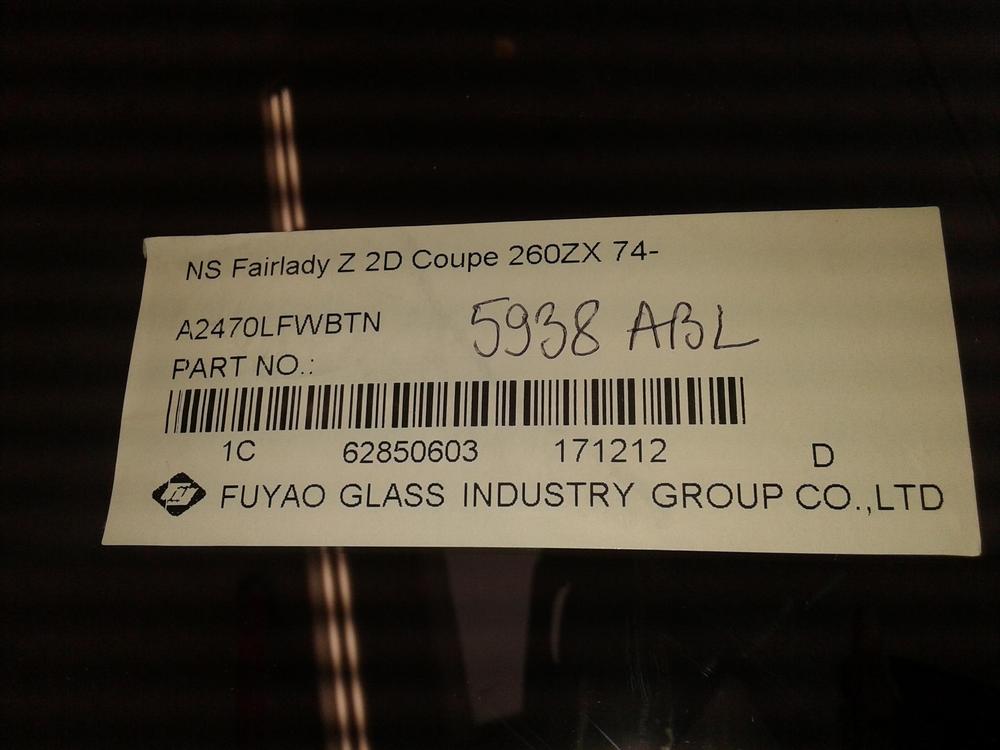 NS Fairlady Z 2D Coupe 260ZX 74-
A2470LFWBTN 5938 ABL
PART NO.:
1C 62850603 171212 D
FUYAO GLASS INDUSTRY GROUP CO.,LTD